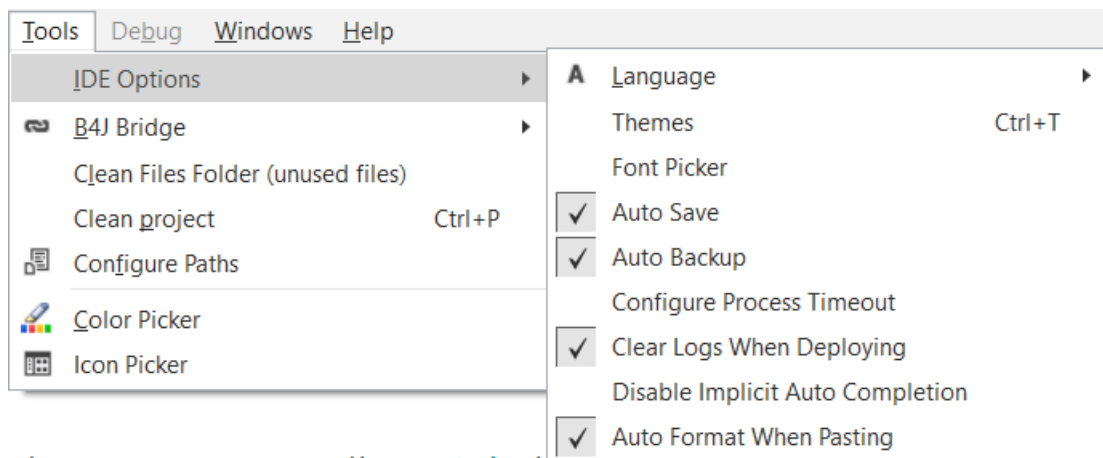 Tools Debug Windows Help
IDE Options
B4J Bridge
Clean Files Folder (unused files)
Clean project Ctrl+P
Configure Paths
Color Picker
Icon Picker
A Language
Themes Ctrl+T
Font Picker
Auto Save
Auto Backup
Configure Process Timeout
Clear Logs When Deploying
Disable Implicit Auto Completion
Auto Format When Pasting